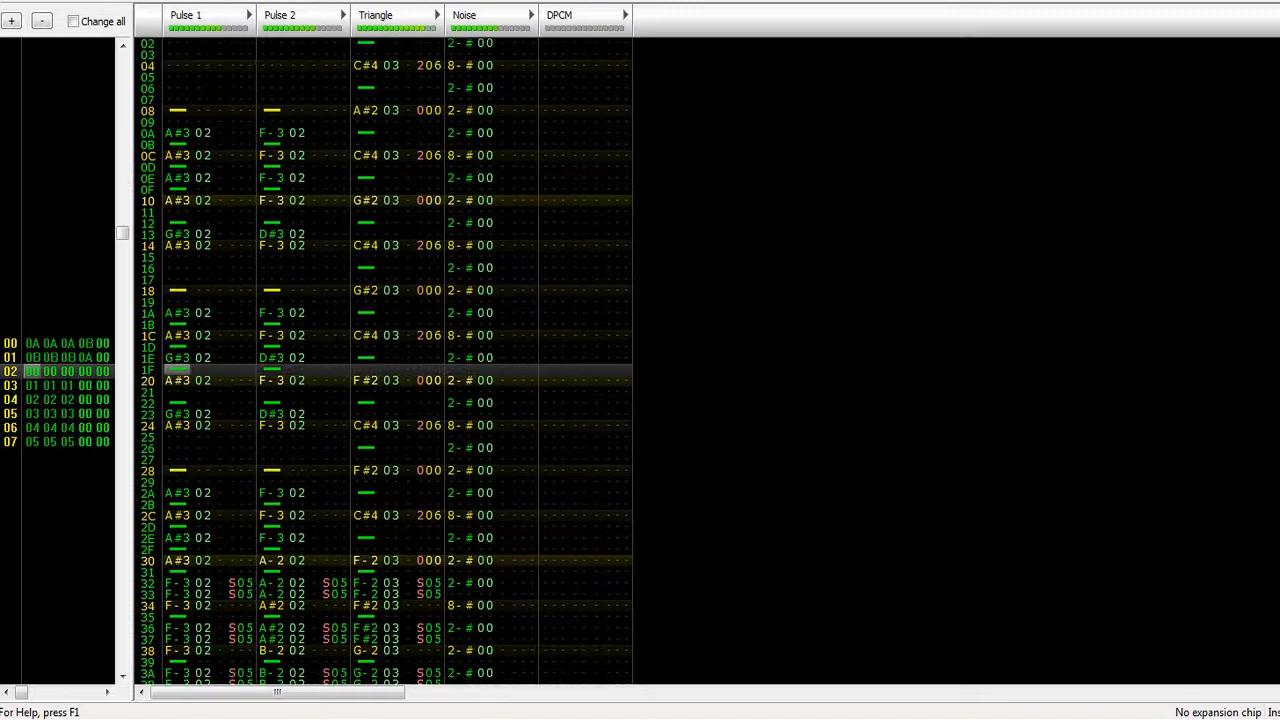 + - Change all Pulse 1 Pulse 2 Triangle Noise DPCM
02 2- # 00
03
04 C#4 03 206 8- # 00
05
06 2- # 00
07
08 A#2 03 000 2- # 00
09
0A A#3 02 F- 3 02 2- # 00
0B
0C A#3 02 F- 3 02 C#4 03 206 8- # 00
0D
0E A#3 02 F- 3 02 2- # 00
0F
10 A#3 02 F- 3 02 G#2 03 000 2- # 00
11
12 2- # 00
13 G#3 02 D#3 02
14 A#3 02 F- 3 02 C#4 03 206 8- # 00
15
16 2- # 00
17
18 G#2 03 000 2- # 00
19
1A A#3 02 F- 3 02 2- # 00
1B
1C A#3 02 F- 3 02 C#4 03 206 8- # 00
1D
1E G#3 02 D#3 02 2- # 00
1F
20 A#3 02 F- 3 02 F#2 03 000 2- # 00
21
22 2- # 00
23 G#3 02 D#3 02
24 A#3 02 F- 3 02 C#4 03 206 8- # 00
25
26 2- # 00
27
28 F#2 03 000 2- # 00
29
2A A#3 02 F- 3 02 2- # 00
2B
2C A#3 02 F- 3 02 C#4 03 206 8- # 00
2D
2E A#3 02 F- 3 02 2- # 00
2F
30 A#3 02 A- 2 02 F- 2 03 000 2- # 00
31
32 F- 3 02 S05 A- 2 02 S05 F- 2 03 S05 2- # 00
33 F- 3 02 S05 A- 2 02 S05 F- 2 03 S05
34 F- 3 02 A#2 02 F#2 03 8- # 00
35
36 F- 3 02 S05 A#2 02 S05 F#2 03 S05 2- # 00
37 F- 3 02 S05 A#2 02 S05 F#2 03 S05
38 F- 3 02 B- 2 02 G- 2 03 2- # 00
39
3A F- 3 02 S05 B- 2 02 S05 G- 2 03 S05 2- # 00
00 0A 0A 0A 0B 00
01 0B 0B 0B 0A 00
02 00 00 00 00 00
03 01 01 01 00 00
04 02 02 02 00 00
05 03 03 03 00 00
06 04 04 04 00 00
07 05 05 05 00 00
For Help, press F1 No expansion chip Ins